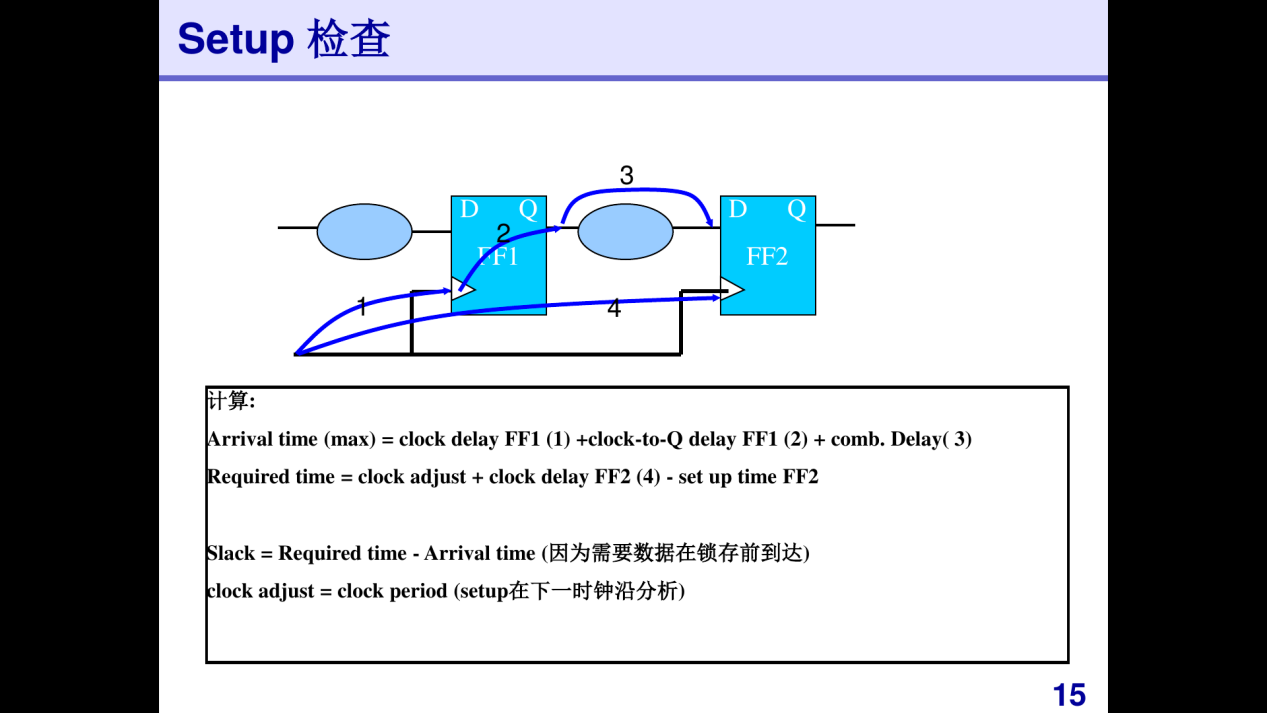 Setup 检查
3
D Q
D Q
2
FF1
FF2
1
4
计算:
Arrival time (max) = clock delay FF1 (1) +clock-to-Q delay FF1 (2) + comb. Delay( 3)
Required time = clock adjust + clock delay FF2 (4) - set up time FF2
Slack = Required time - Arrival time (因为需要数据在锁存前到达)
clock adjust = clock period (setup在下一时钟沿分析)
15